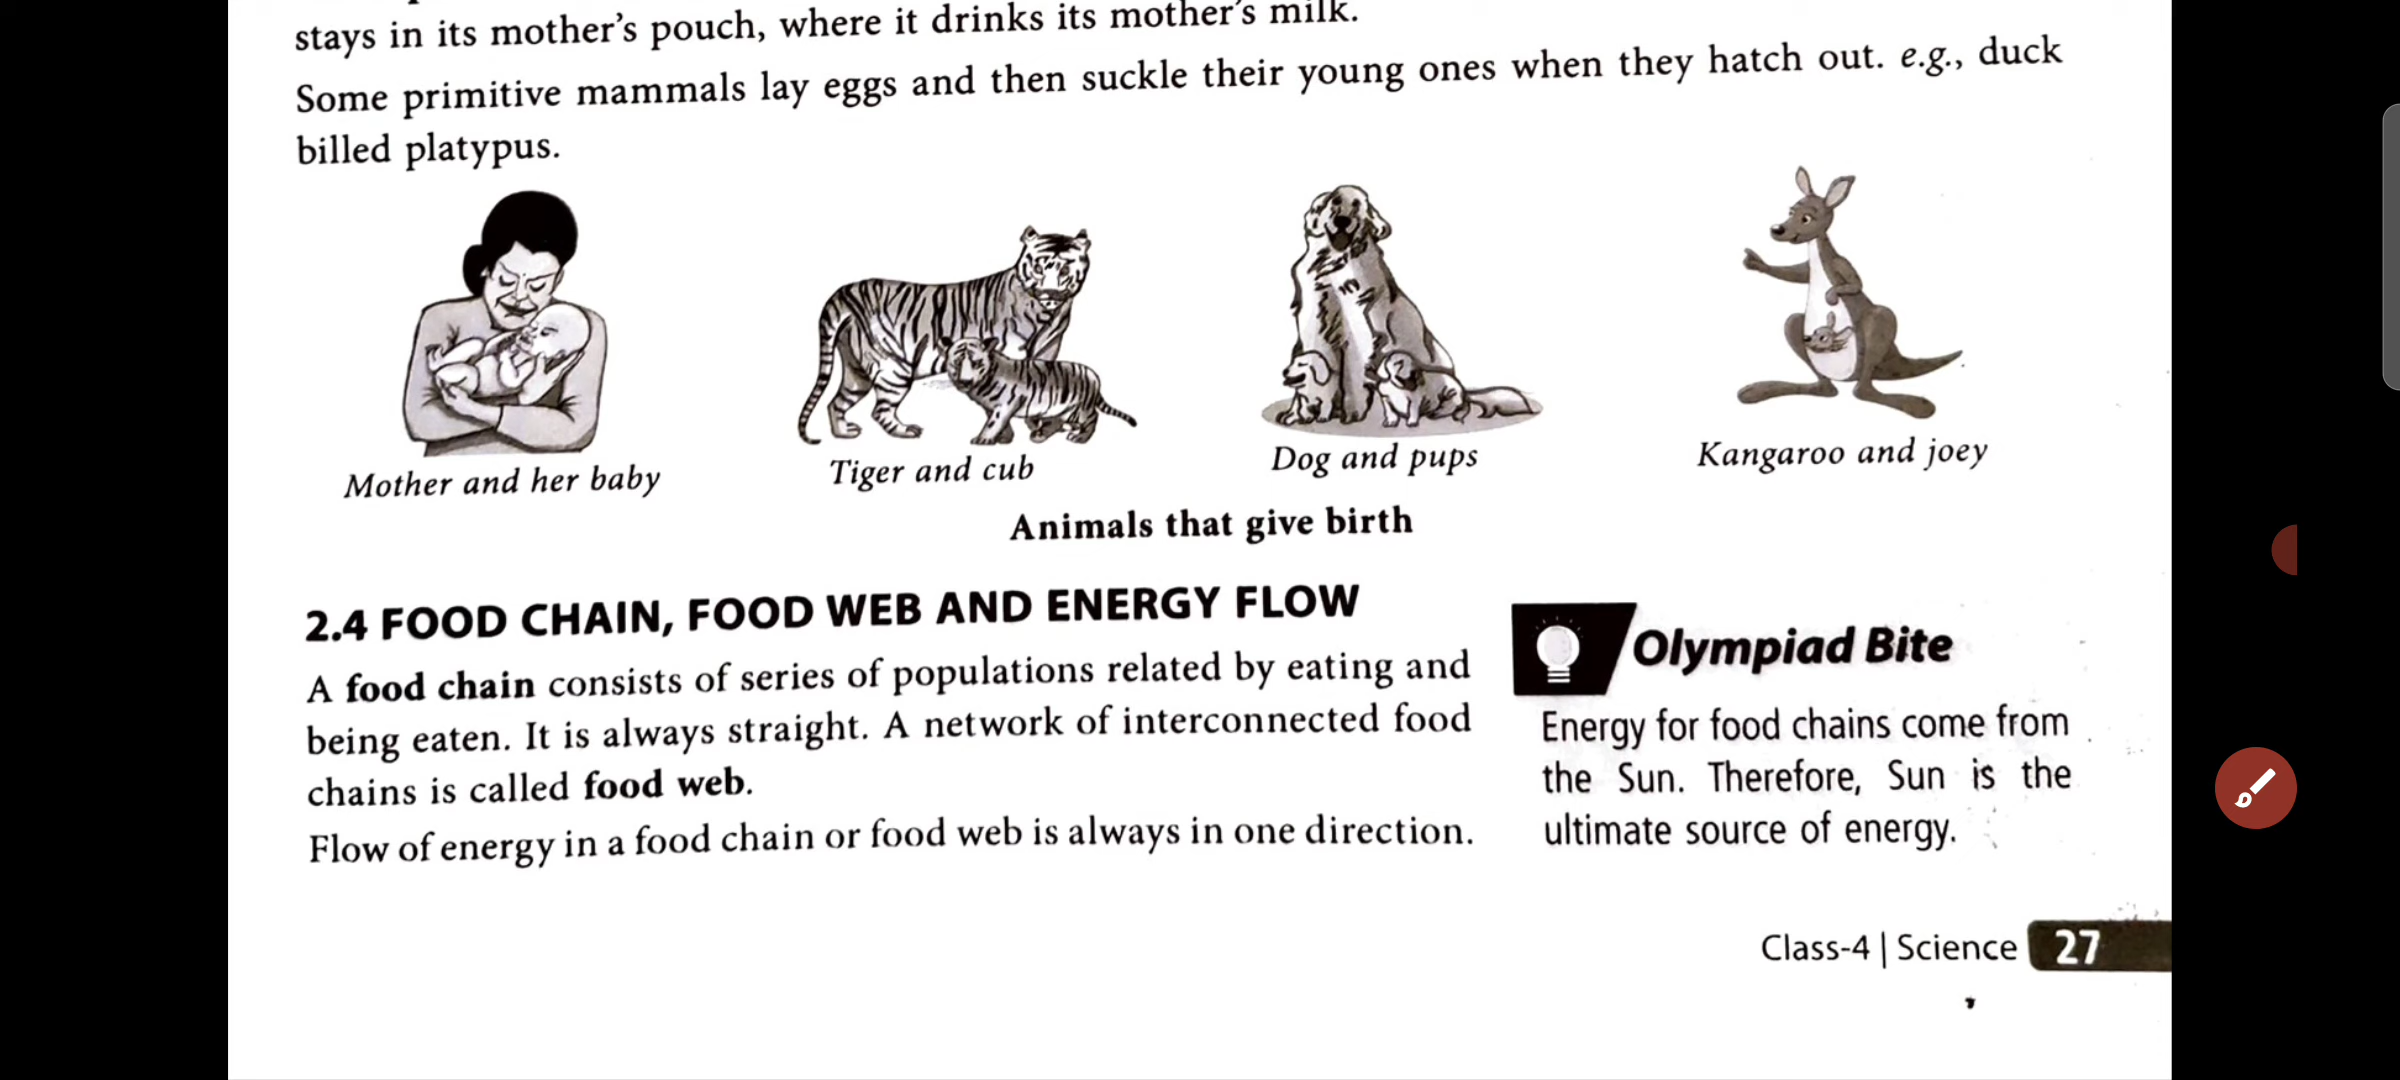 stays in its mother's pouch, where it drinks its mother's milk.
Some primitive mammals lay eggs and then suckle their young ones when they hatch out. e.g., duck
billed platypus.
Mother and her baby
Tiger and cub
Dog and pups
Kangaroo and joey
Animals that give birth
2.4 FOOD CHAIN, FOOD WEB AND ENERGY FLOW
A food chain consists of series of populations related by eating and
being eaten. It is always straight. A network of interconnected food
chains is called food web.
Flow of energy in a food chain or food web is always in one direction.
Olympiad Bite
Energy for food chains come from
the Sun. Therefore, Sun is the
ultimate source of energy.
Class-4 | Science 27